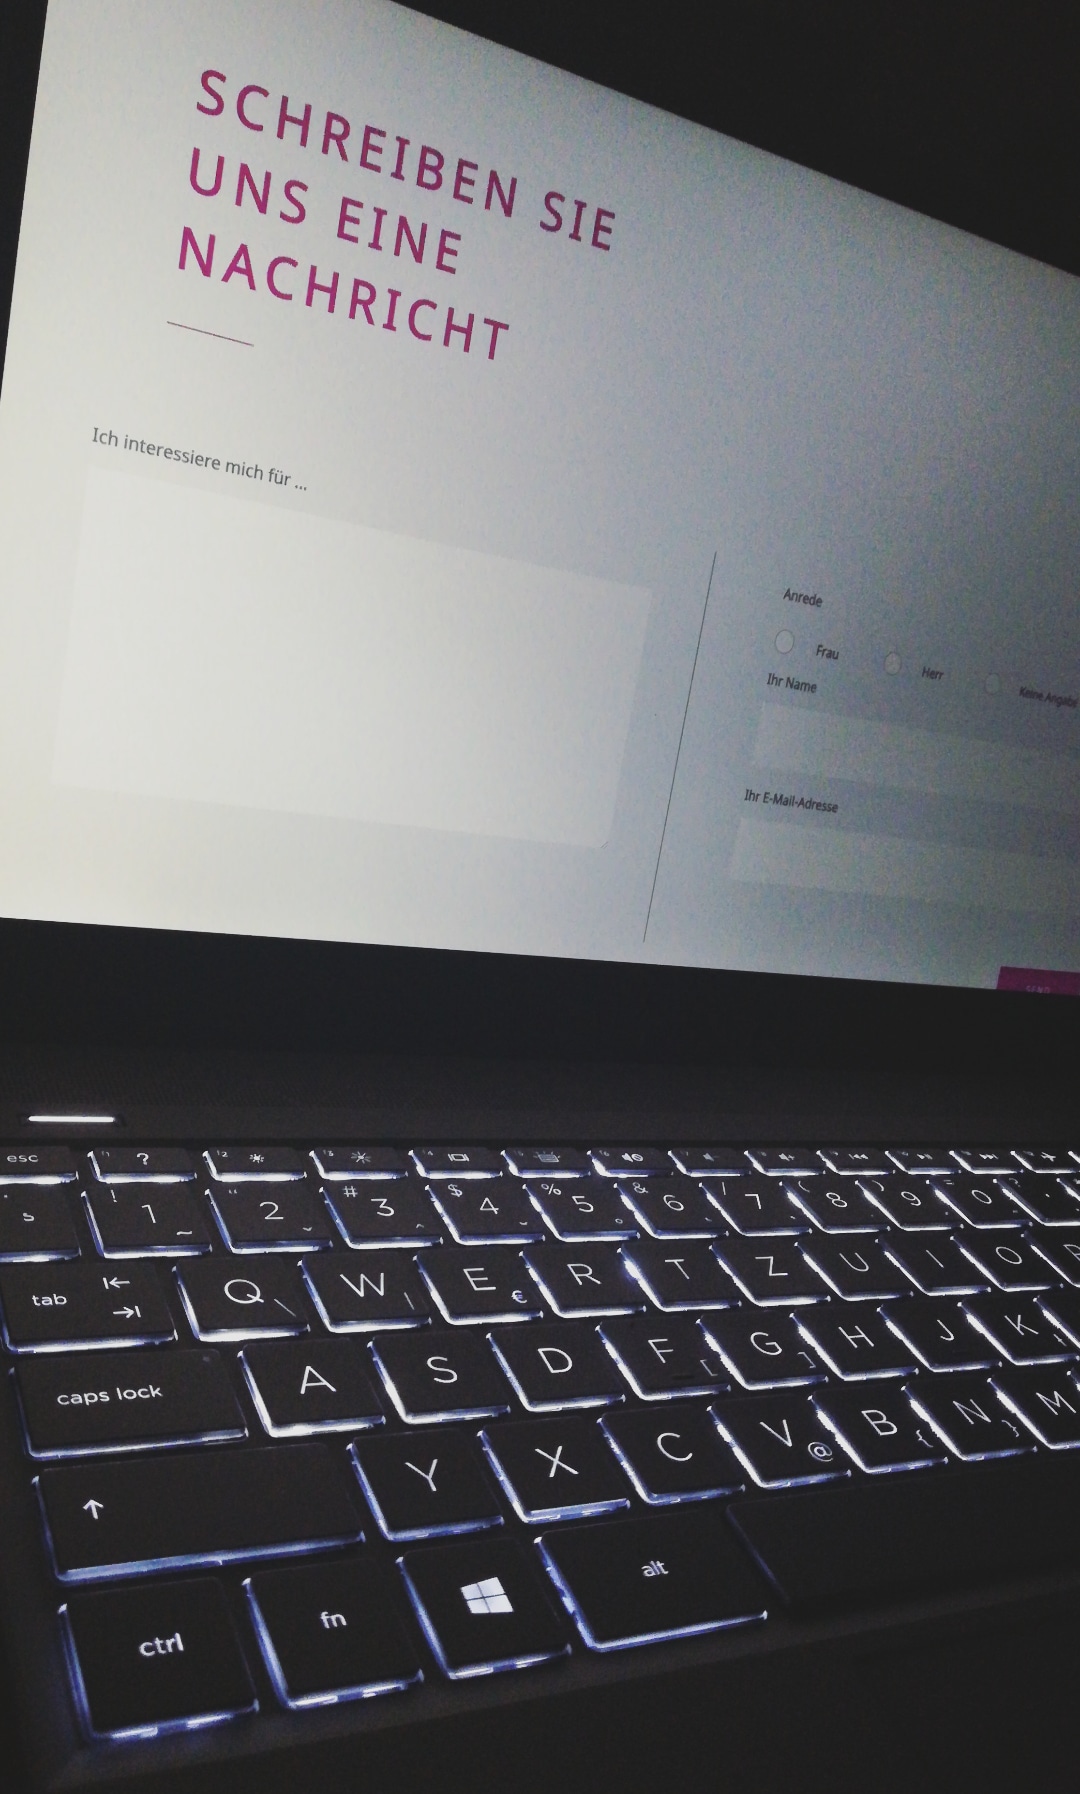 SCHREIBEN SIE
UNS EINE
NACHRICHT
Ich interessiere mich für ...
Anrede
Frau Herr Keine Angabe
Ihr Name
Ihr E-Mail-Adresse
SEND
esc ?
! " # $ % & / ( ) = ?
s 1 2 3 4 5 6 7 8 9 0
~
tab Q \ W | E € R T Z U I O
caps lock A S D F [ G ] H J K
Y X C V @ B { N } M
ctrl fn alt